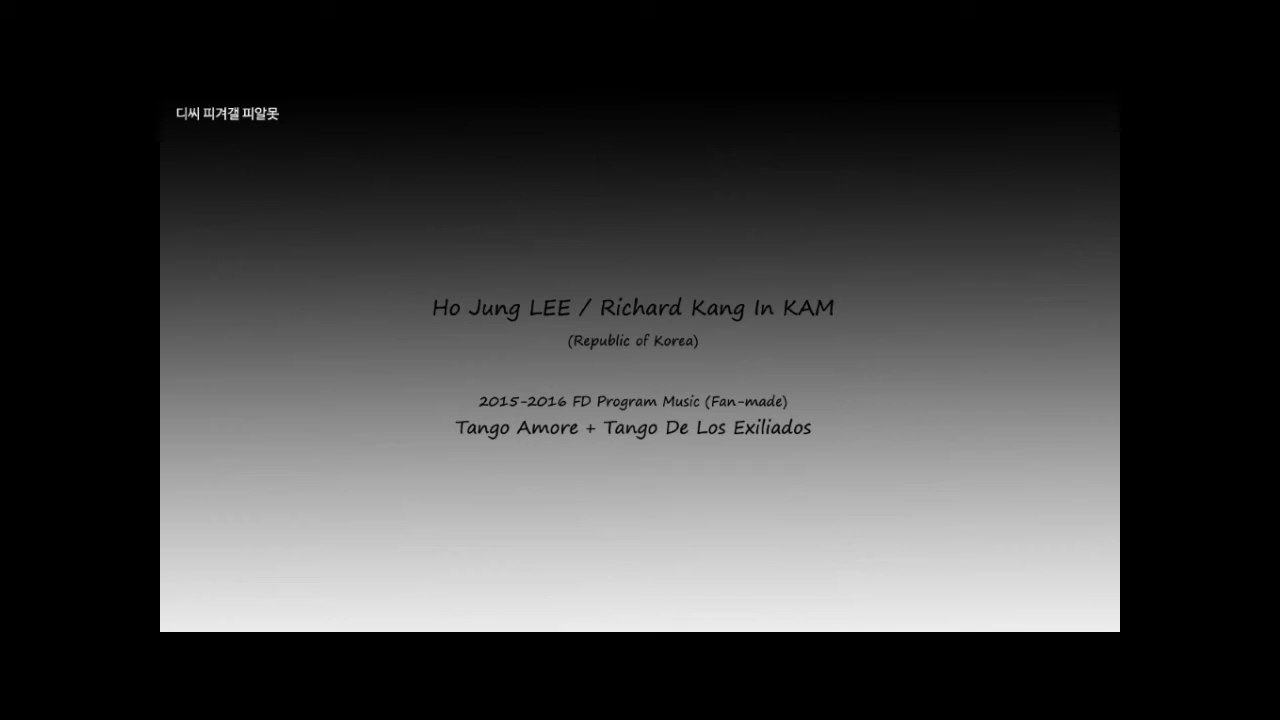 디씨 피겨갤 피알못
Ho Jung LEE / Richard Kang In KAM
(Republic of Korea)
2015-2016 FD Program Music (Fan-made)
Tango Amore + Tango De Los Exiliados